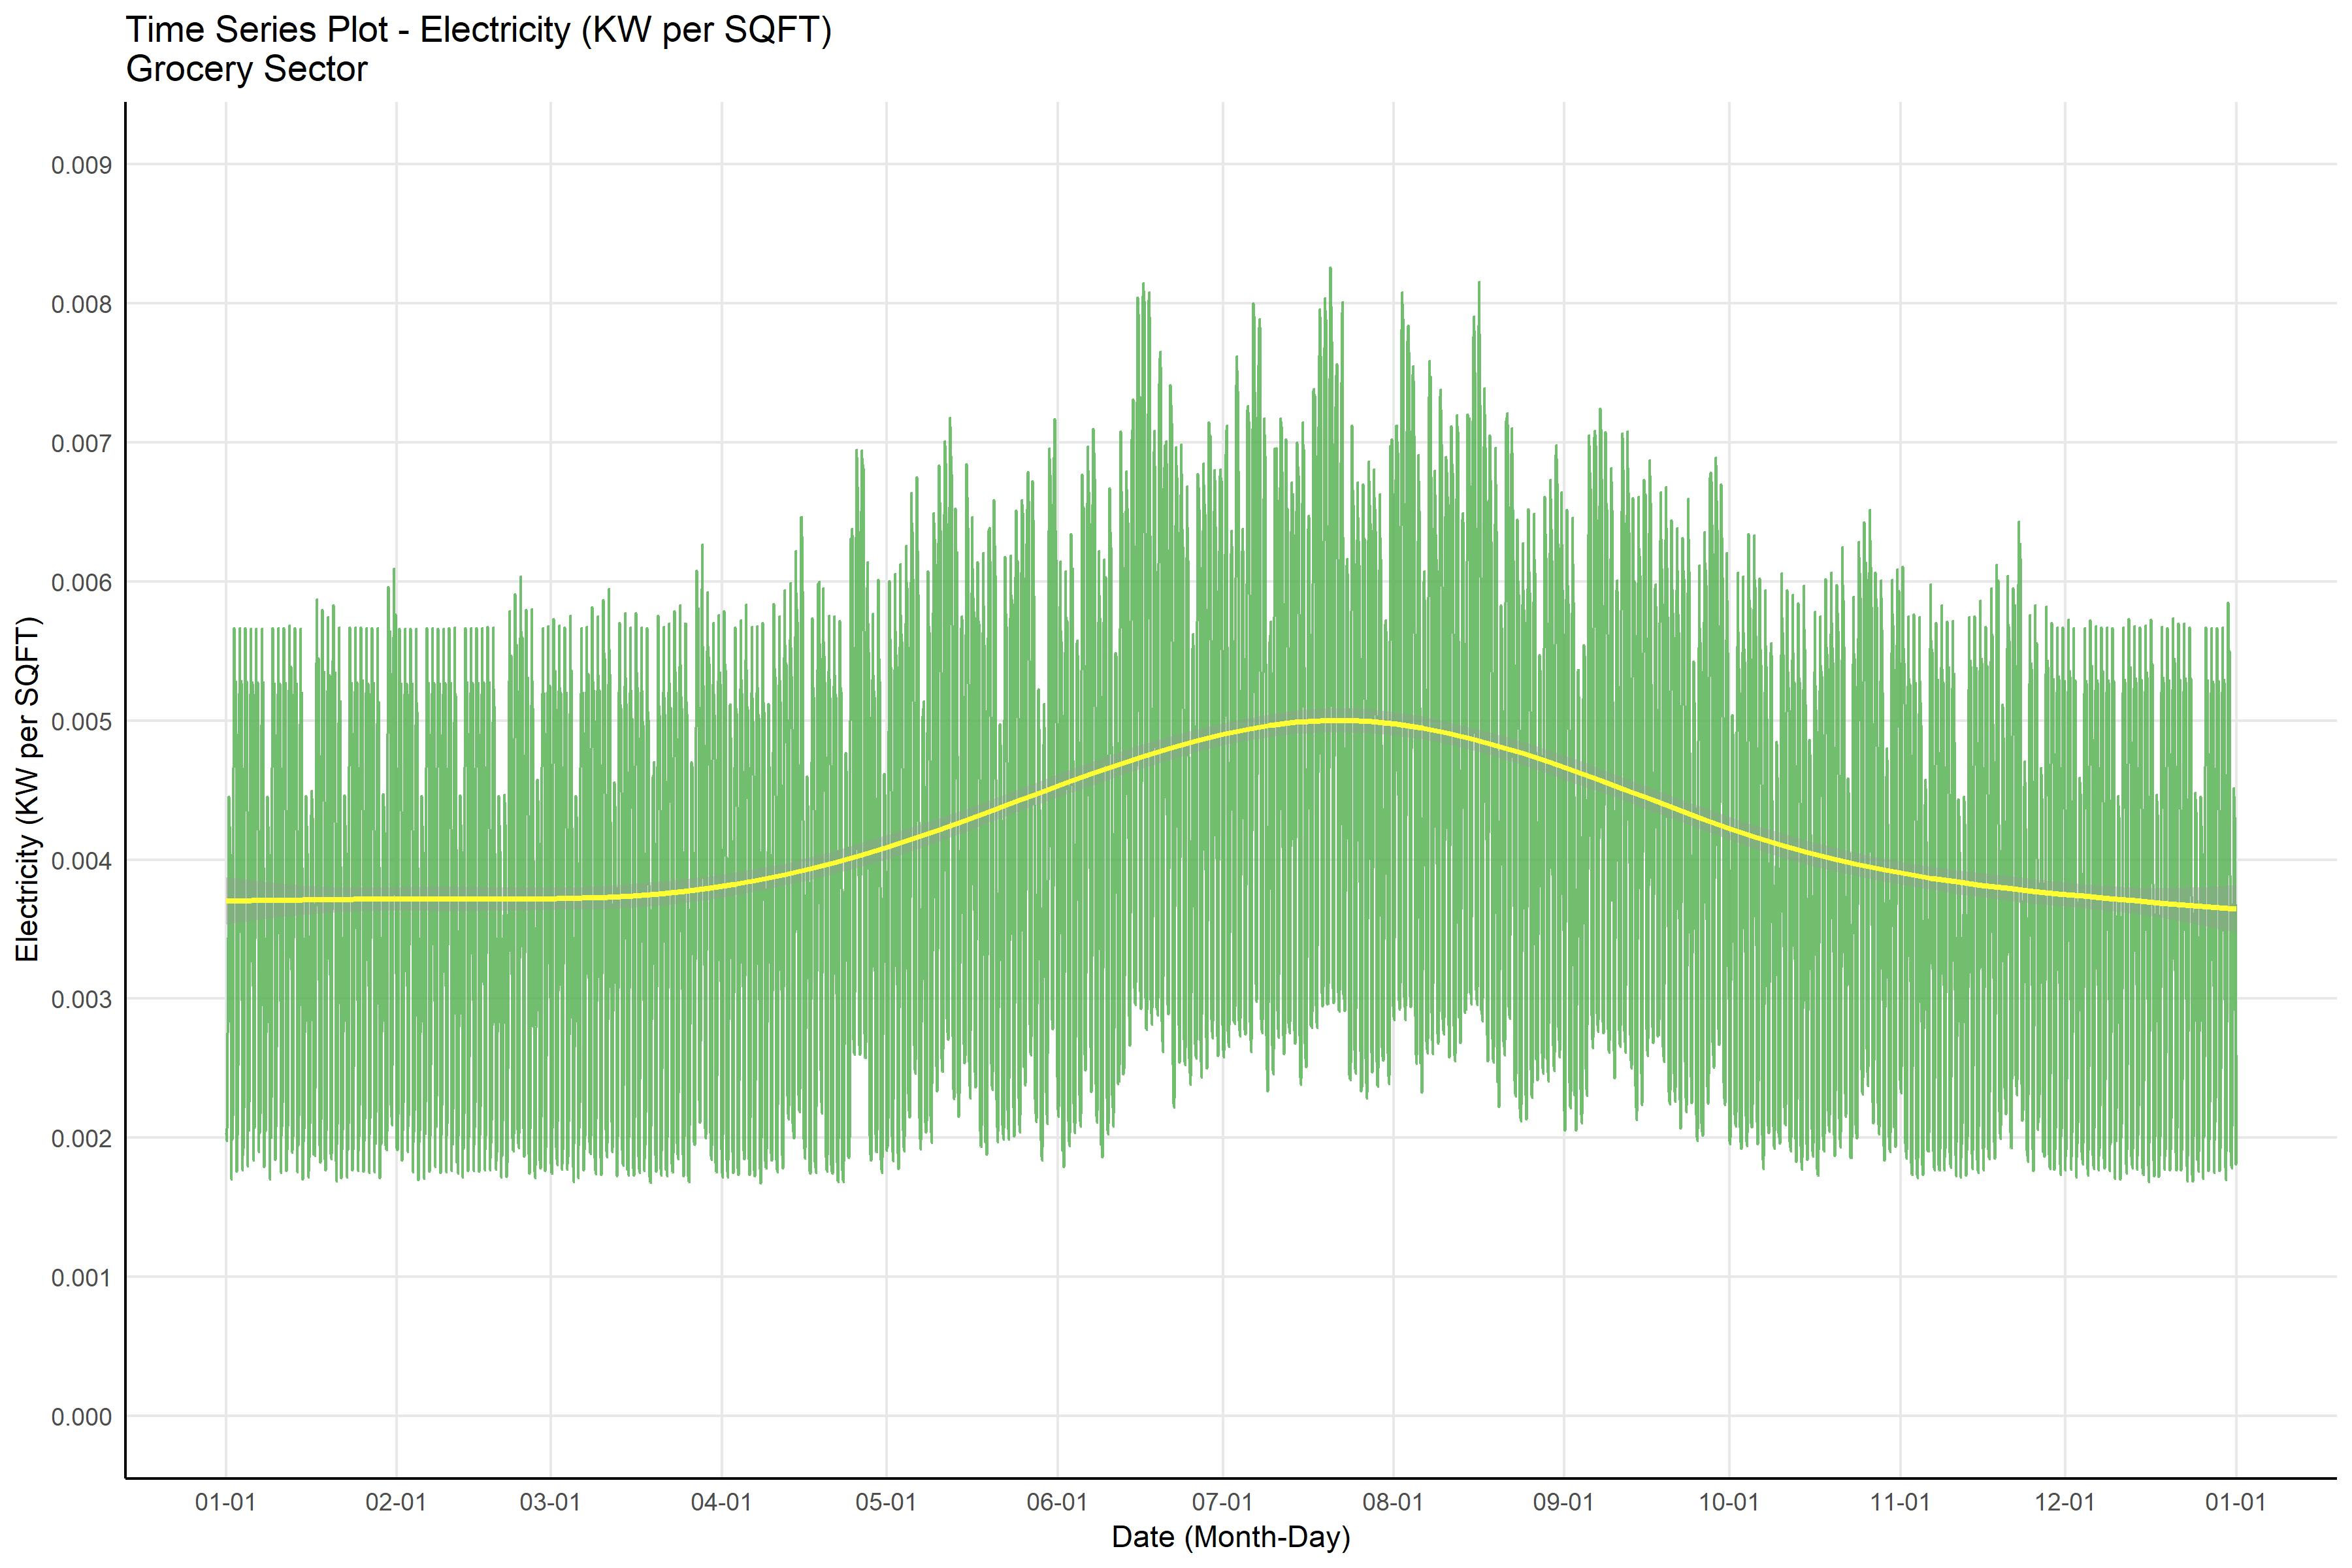 Time Series Plot - Electricity (KW per SQFT)
Grocery Sector
Electricity (KW per SQFT)
0.009
0.008
0.007
0.006
0.005
0.004
0.003
0.002
0.001
0.000
01-01 02-01 03-01 04-01 05-01 06-01 07-01 08-01 09-01 10-01 11-01 12-01 01-01
Date (Month-Day)